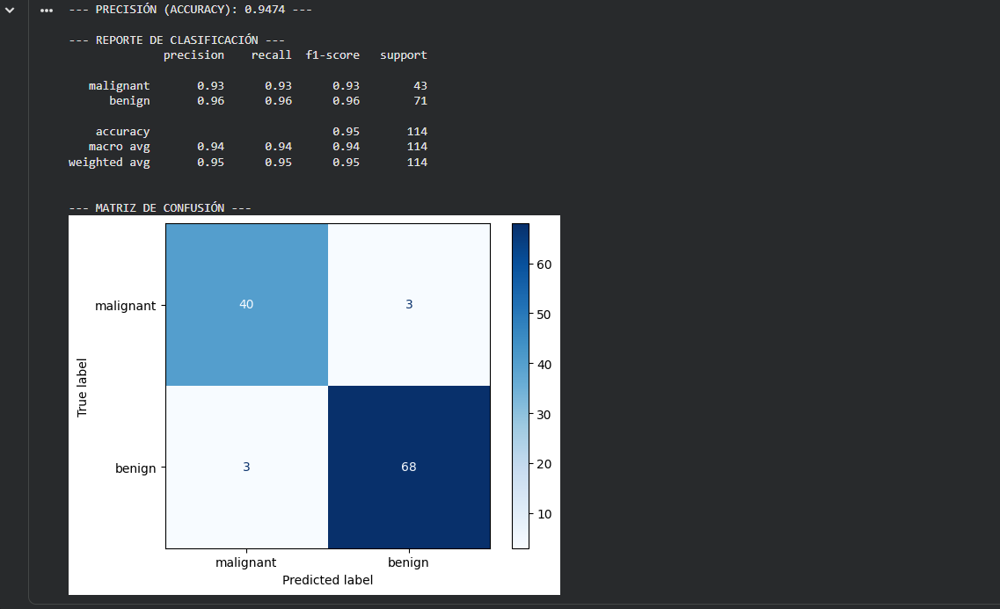 --- PRECISIÓN (ACCURACY): 0.9474 ---
--- REPORTE DE CLASIFICACIÓN ---
precision recall f1-score support
malignant 0.93 0.93 0.93 43
benign 0.96 0.96 0.96 71
accuracy 0.95 114
macro avg 0.94 0.94 0.94 114
weighted avg 0.95 0.95 0.95 114
--- MATRIZ DE CONFUSIÓN ---
True label
malignant 40 3
benign 3 68
malignant benign
Predicted label
60
50
40
30
20
10